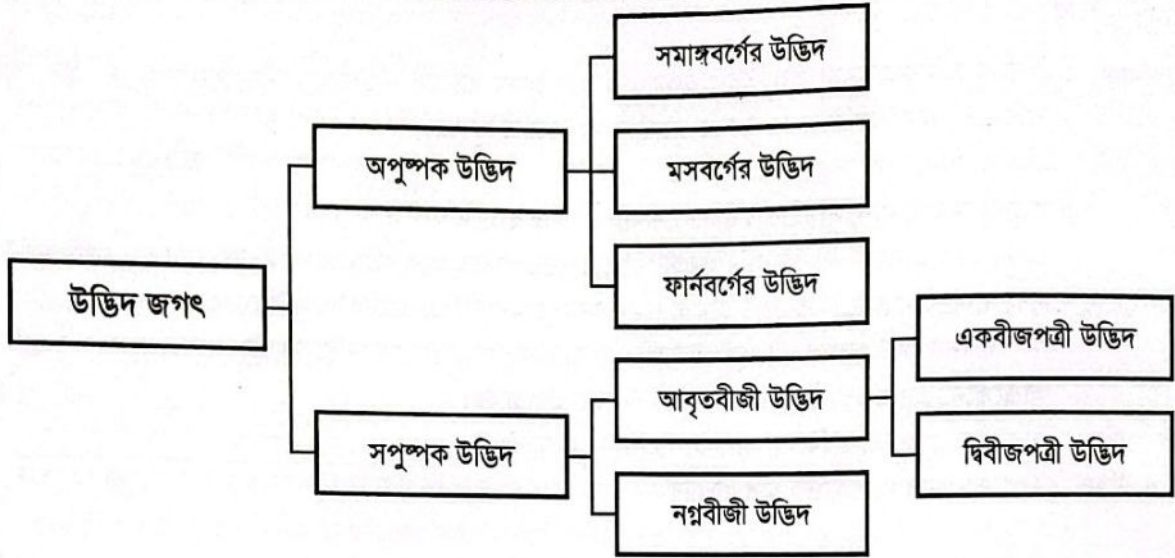 সমাঙ্গবর্গের উদ্ভিদ
অপুষ্পক উদ্ভিদ
মসবর্গের উদ্ভিদ
ফার্নবর্গের উদ্ভিদ
উদ্ভিদ জগৎ
একবীজপত্রী উদ্ভিদ
আবৃতবীজী উদ্ভিদ
সপুষ্পক উদ্ভিদ
দ্বিবীজপত্রী উদ্ভিদ
নগ্নবীজী উদ্ভিদ